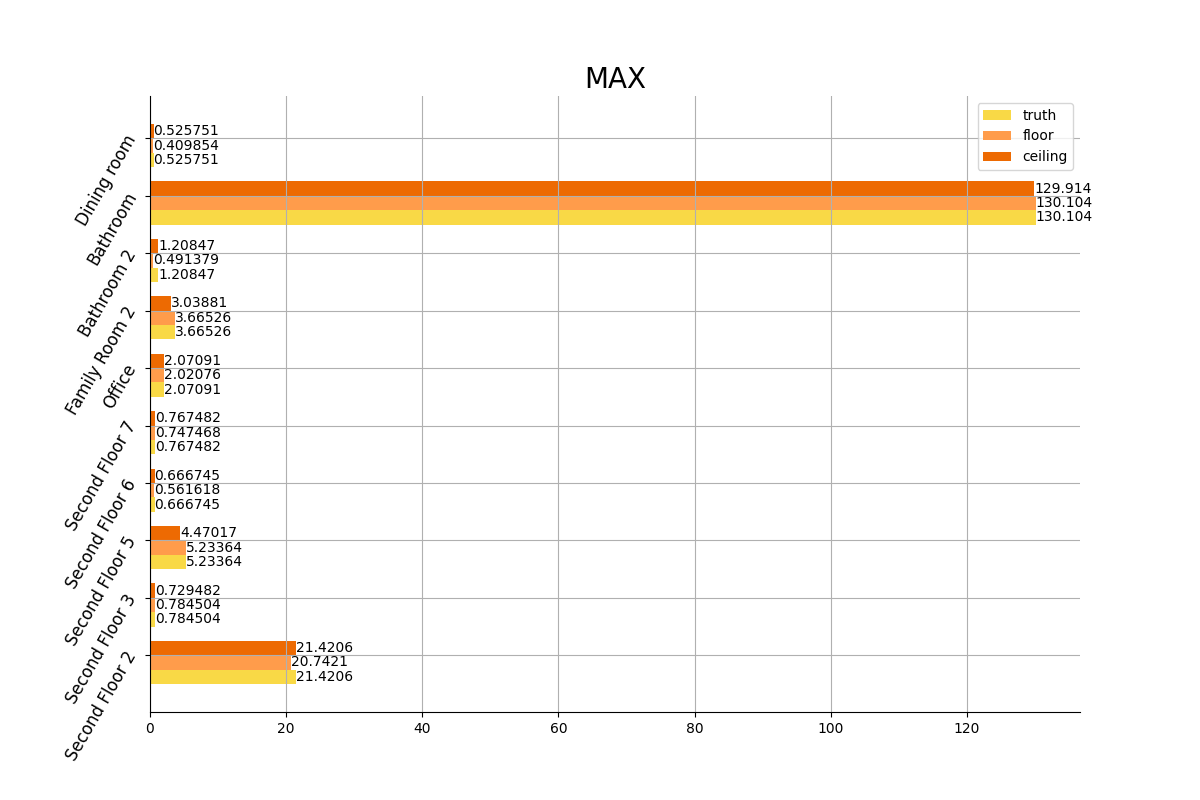 MAX
truth
floor
ceiling
Dining room
0.525751
0.409854
0.525751
Bathroom
129.914
130.104
130.104
Bathroom 2
1.20847
0.491379
1.20847
Family Room 2
3.03881
3.66526
3.66526
Office
2.07091
2.02076
2.07091
Second Floor 7
0.767482
0.747468
0.767482
Second Floor 6
0.666745
0.561618
0.666745
Second Floor 5
4.47017
5.23364
5.23364
Second Floor 3
0.729482
0.784504
0.784504
Second Floor 2
21.4206
20.7421
21.4206
0 20 40 60 80 100 120